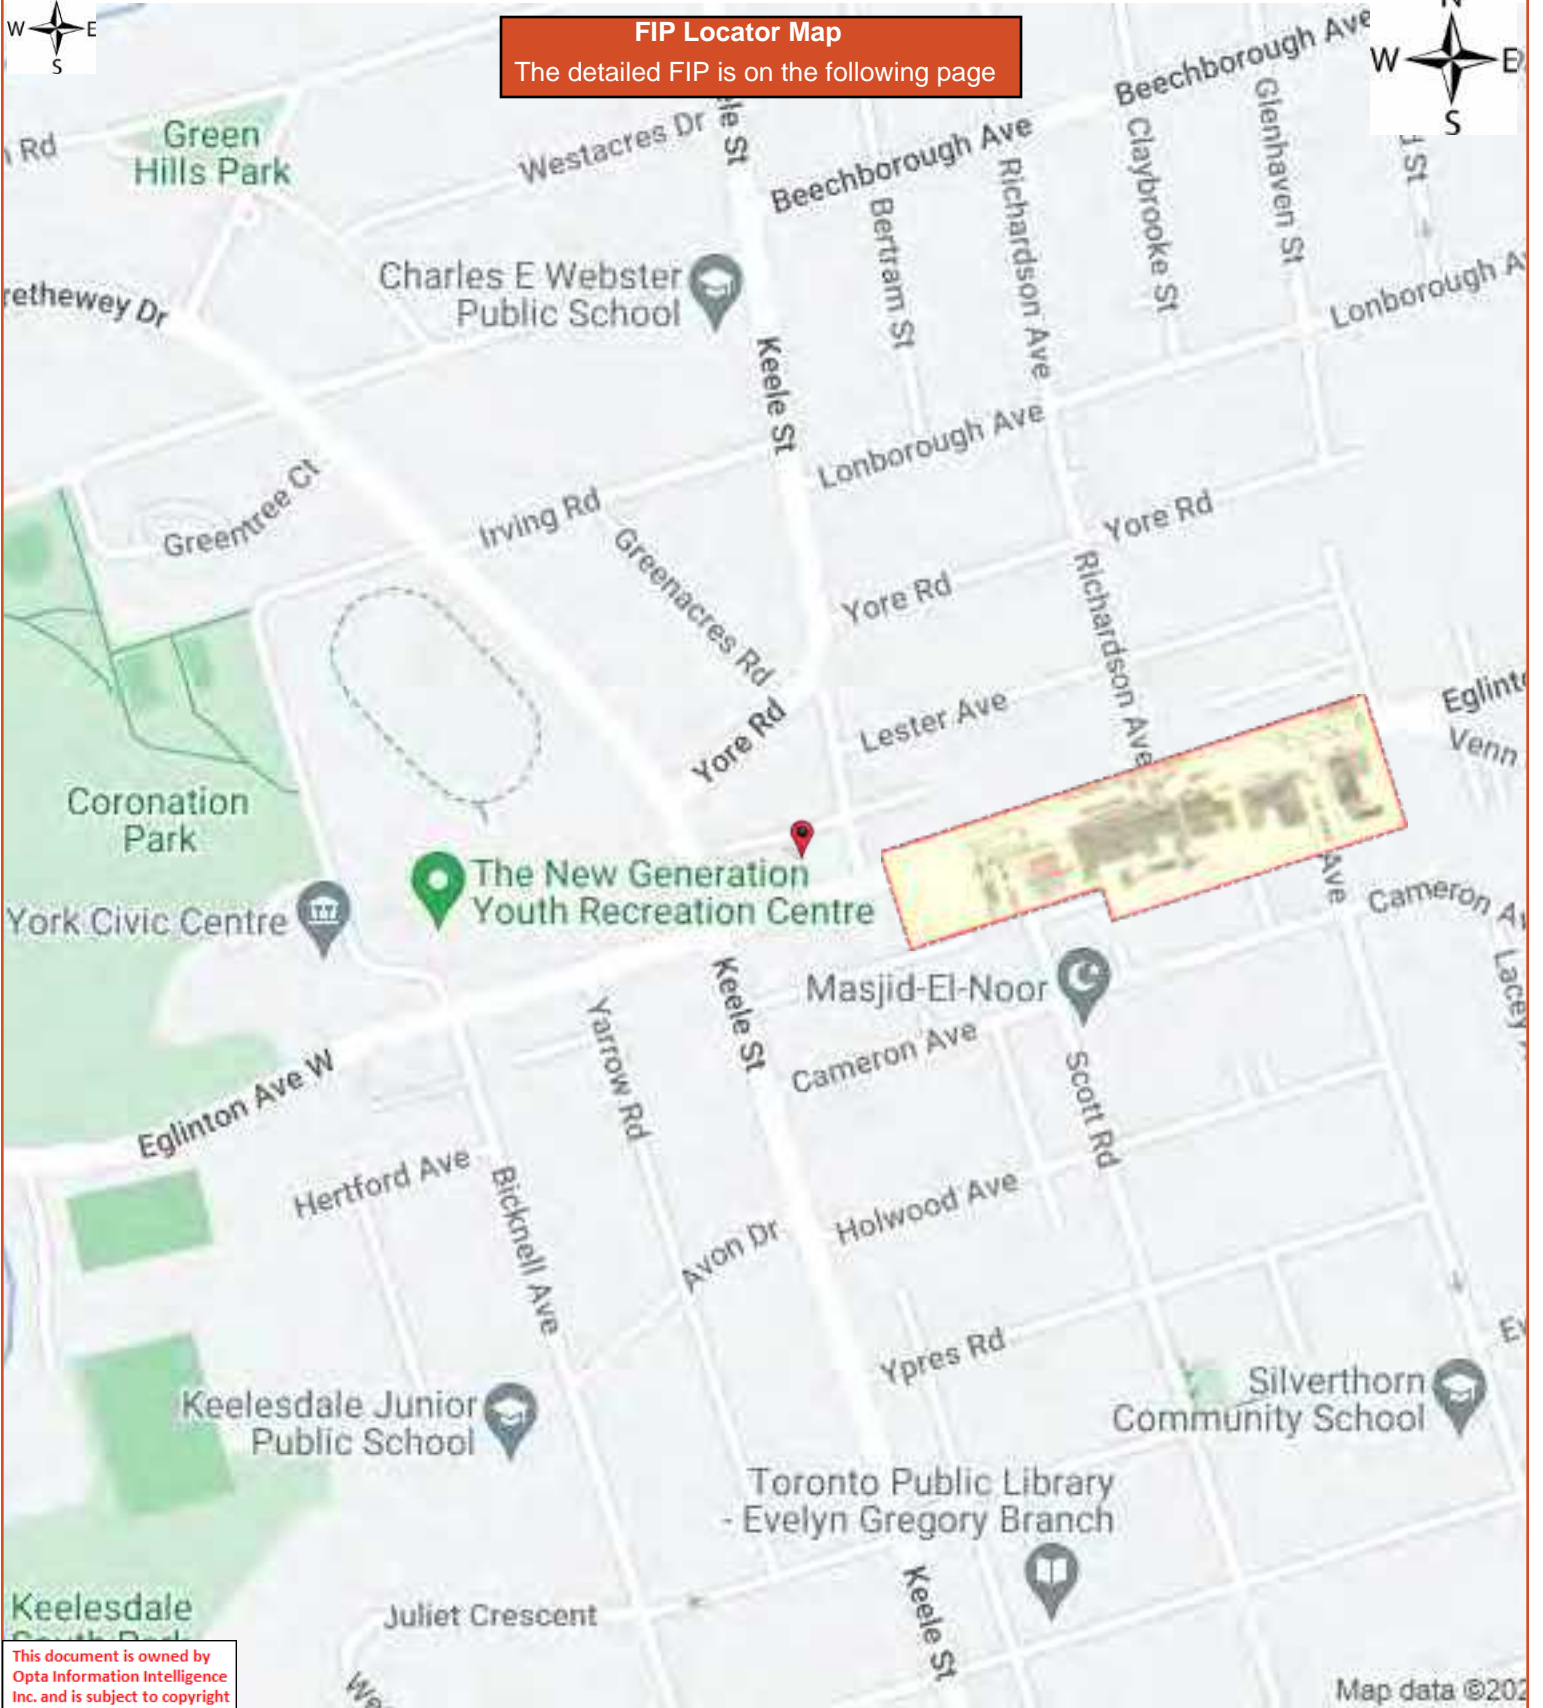 N
W E
S
FIP Locator Map
The detailed FIP is on the following page
W E
S
Beechborough Ave
Green
Hills Park
Rd
Westacres Dr
Beechborough Ave
Claybrooke St
Glenhaven St
St
Bertram St
Richardson Ave
Charles E Webster
Public School
rethewey Dr
Keele St
Lonborough A
Lonborough Ave
Greentree Ct
Irving Rd
Yore Rd
Greenacres Rd
Yore Rd
Richardson Ave
Yore Rd
Lester Ave
Eglinto
Venn
Coronation
Park
The New Generation
Youth Recreation Centre
York Civic Centre
Ave
Cameron A
Keele St
Masjid-El-Noor
Lacey
Yarrow Rd
Cameron Ave
Eglinton Ave W
Scott Rd
Hertford Ave
Bicknell Ave
Holwood Ave
Avon Dr
Ypres Rd
Silverthorn
Community School
Keelesdale Junior
Public School
Toronto Public Library
- Evelyn Gregory Branch
Keele St
Keelesdale
South Park
Juliet Crescent
This document is owned by
Opta Information Intelligence
Inc. and is subject to copyright
We
Map data ©202